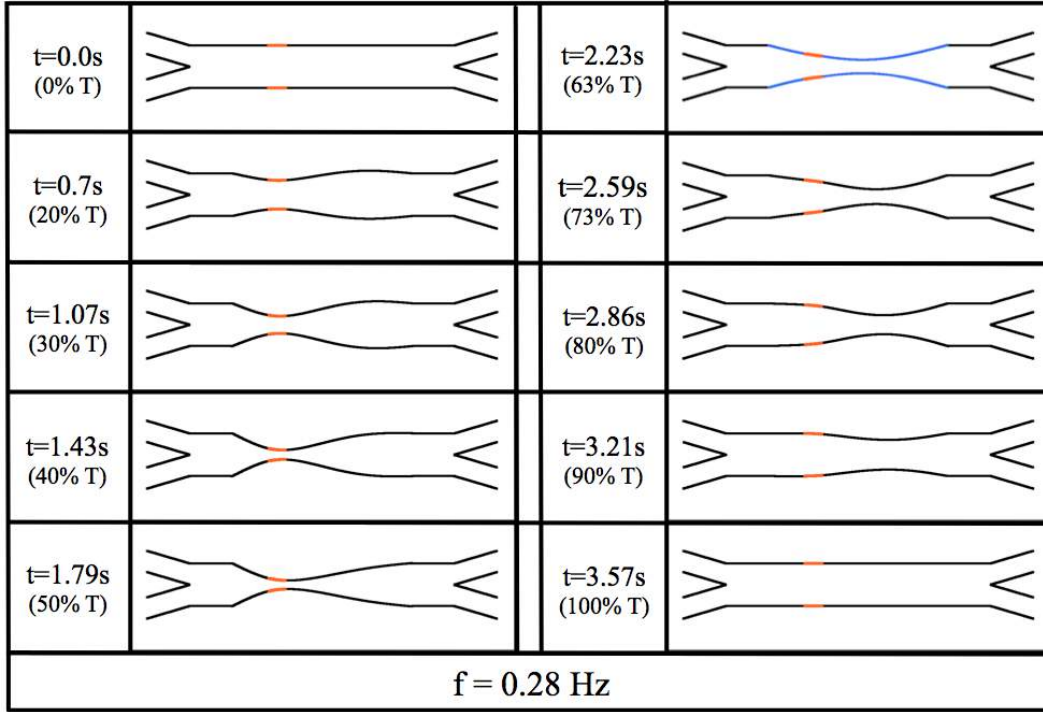 t=0.0s
(0% T)
t=0.7s
(20% T)
t=1.07s
(30% T)
t=1.43s
(40% T)
t=1.79s
(50% T)
t=2.23s
(63% T)
t=2.59s
(73% T)
t=2.86s
(80% T)
t=3.21s
(90% T)
t=3.57s
(100% T)
f = 0.28 Hz